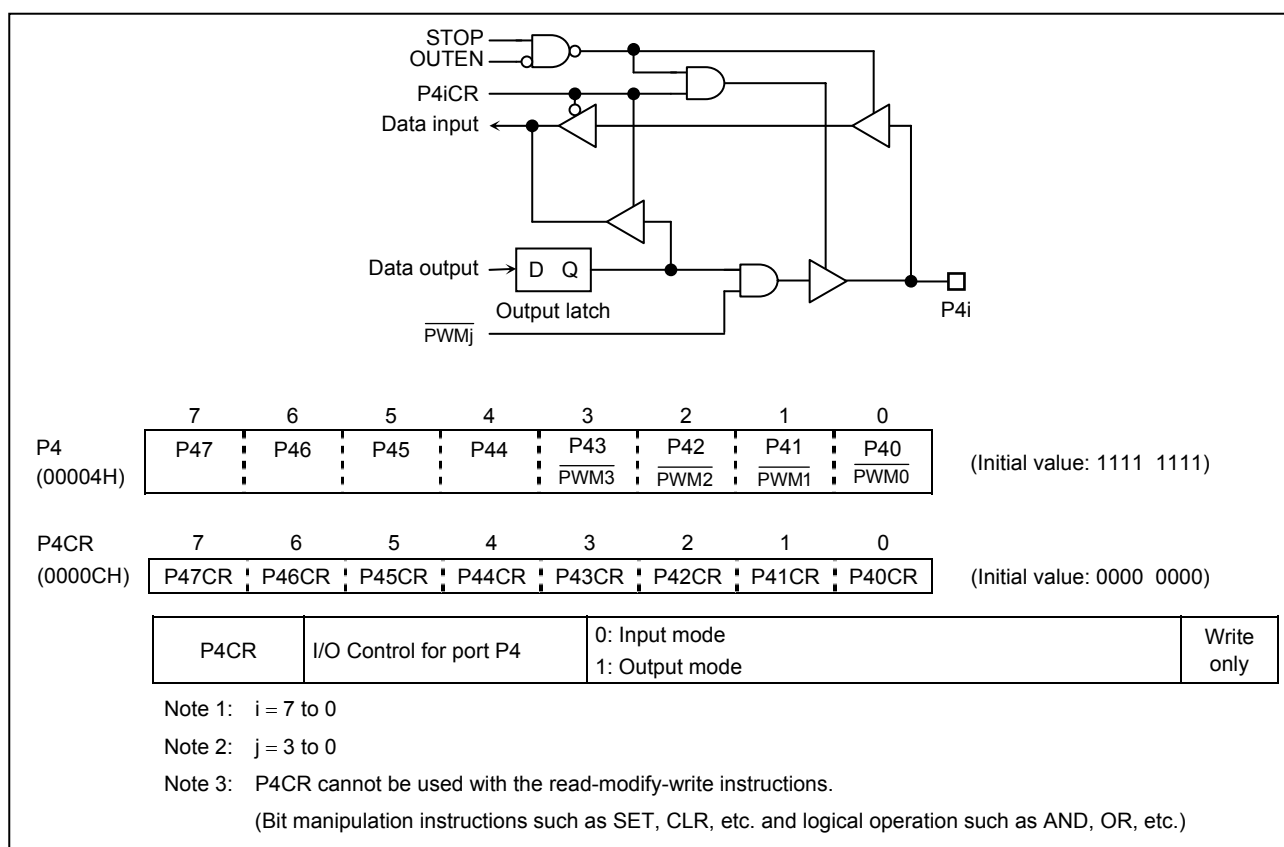 STOP
OUTEN
P4iCR
Data input
Data output
D Q
Output latch
P4i
PWMj
7 6 5 4 3 2 1 0
P4 P47 P46 P45 P44 P43 P42 P41 P40
(00004H) PWM3 PWM2 PWM1 PWM0 (Initial value: 1111 1111)
P4CR 7 6 5 4 3 2 1 0
(0000CH) P47CR P46CR P45CR P44CR P43CR P42CR P41CR P40CR (Initial value: 0000 0000)
P4CR I/O Control for port P4 0: Input mode Write
1: Output mode only
Note 1: i = 7 to 0
Note 2: j = 3 to 0
Note 3: P4CR cannot be used with the read-modify-write instructions.
(Bit manipulation instructions such as SET, CLR, etc. and logical operation such as AND, OR, etc.)